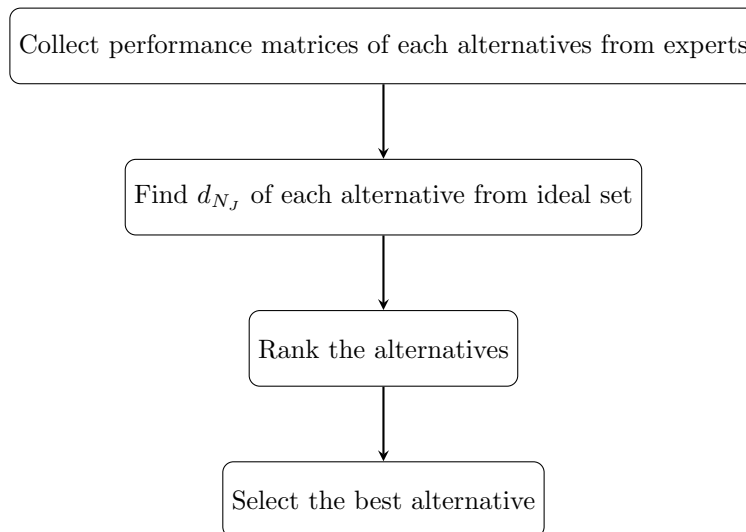 Collect performance matrices of each alternatives from experts
Find $d_{N_J}$ of each alternative from ideal set
Rank the alternatives
Select the best alternative